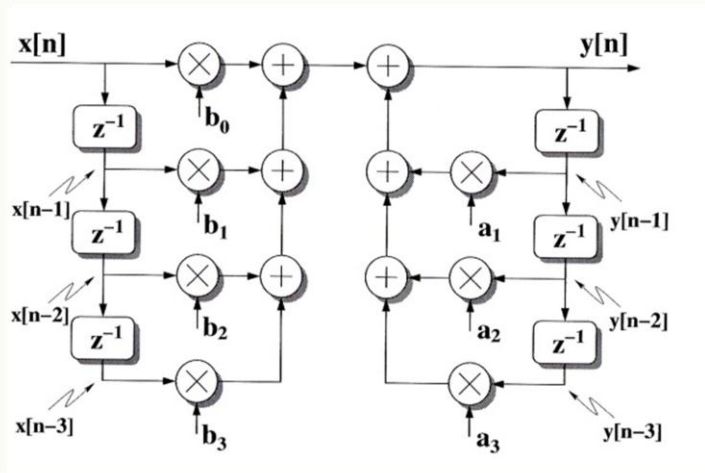 x[n] y[n]
z⁻¹ b₀ z⁻¹
x[n−1] b₁ a₁ y[n−1]
z⁻¹ z⁻¹
x[n−2] b₂ a₂ y[n−2]
z⁻¹ z⁻¹
x[n−3] b₃ a₃ y[n−3]